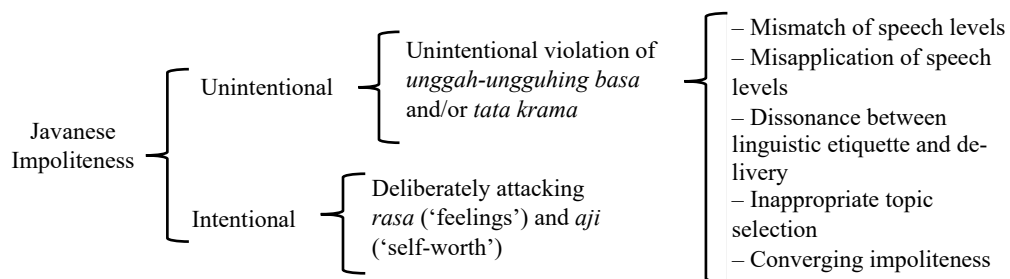 Javanese
Impoliteness
Unintentional
Unintentional violation of
unggah-ungguhing basa
and/or tata krama
– Mismatch of speech levels
– Misapplication of speech
levels
– Dissonance between
linguistic etiquette and de-
livery
– Inappropriate topic
selection
– Converging impoliteness
Intentional
Deliberately attacking
rasa (‘feelings’) and aji
(‘self-worth’)